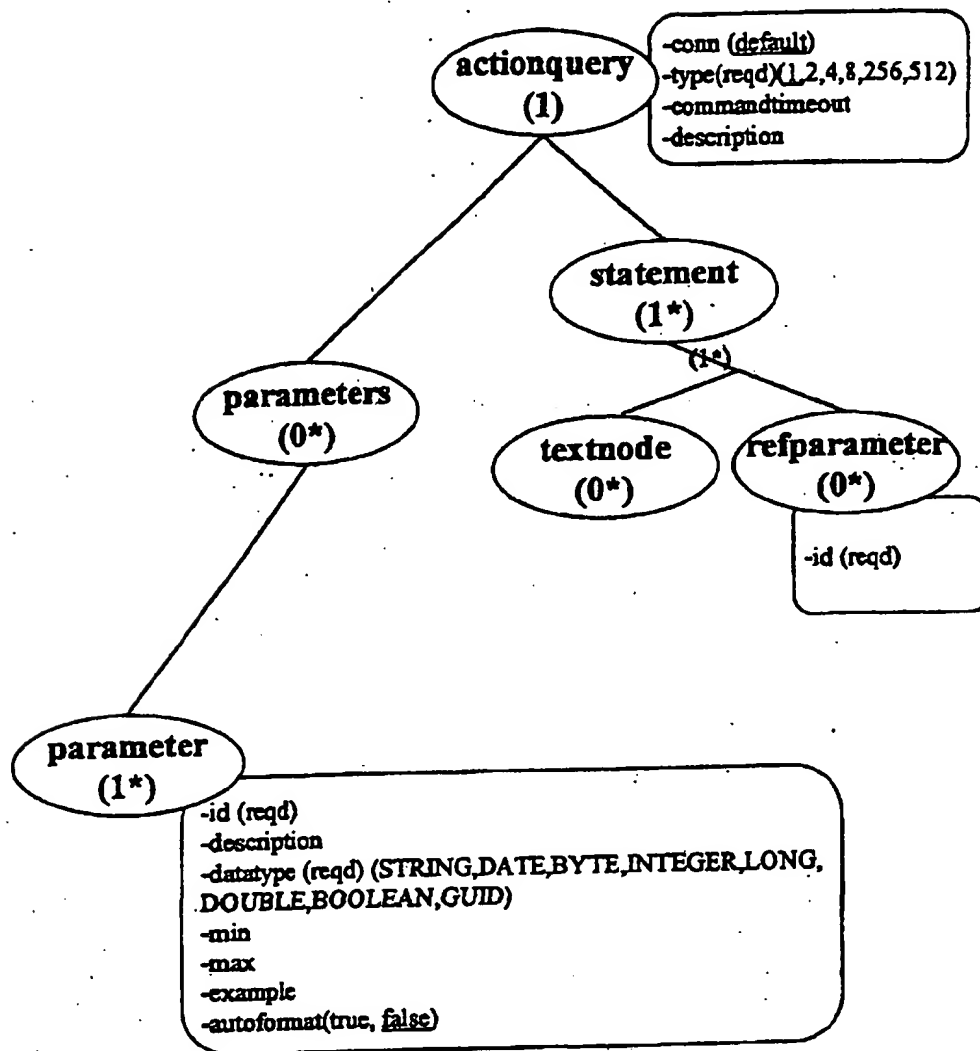 actionquery
(1)
-conn (default)
-type(reqd)(1,2,4,8,256,512)
-commandtimeout
-description
statement
(1*)
(1*)
parameters
(0*)
textnode
(0*)
refparameter
(0*)
-id (reqd)
parameter
(1*)
-id (reqd)
-description
-datatype (reqd) (STRING,DATE,BYTE,INTEGER,LONG,
DOUBLE,BOOLEAN,GUID)
-min
-max
-example
-autoformat(true, false)